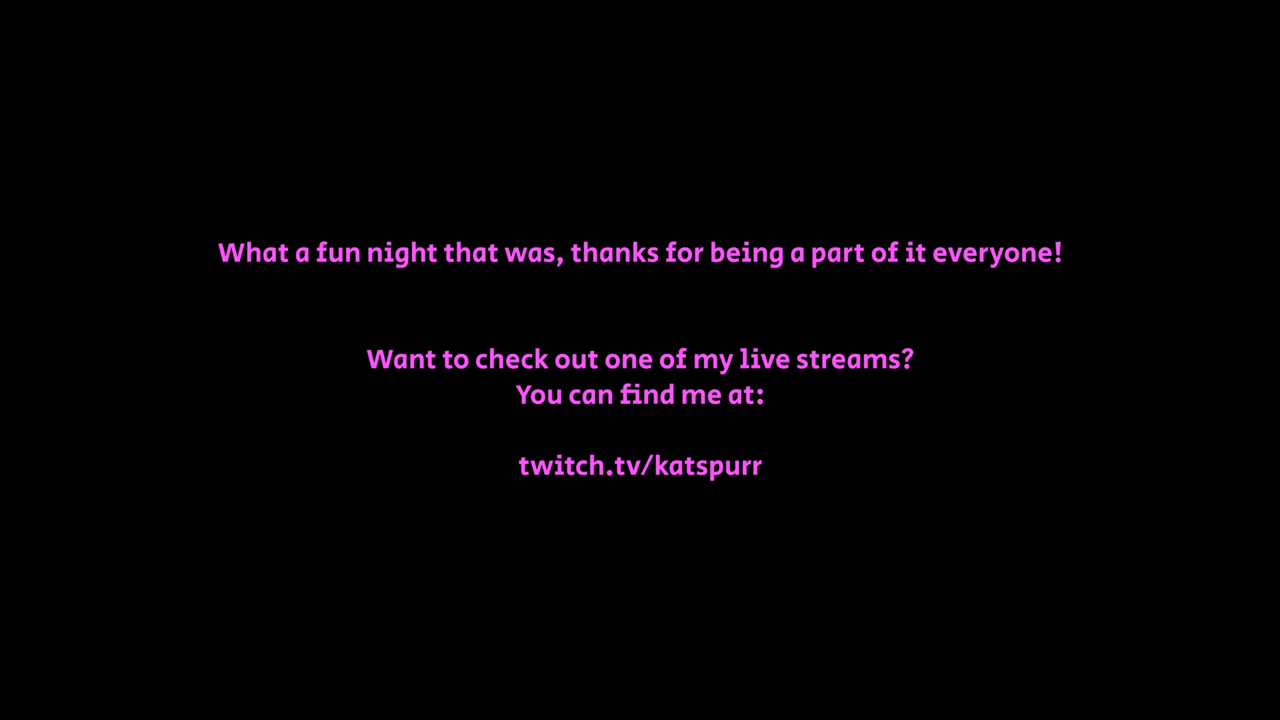 What a fun night that was, thanks for being a part of it everyone!
Want to check out one of my live streams?
You can find me at:
twitch.tv/katspurr